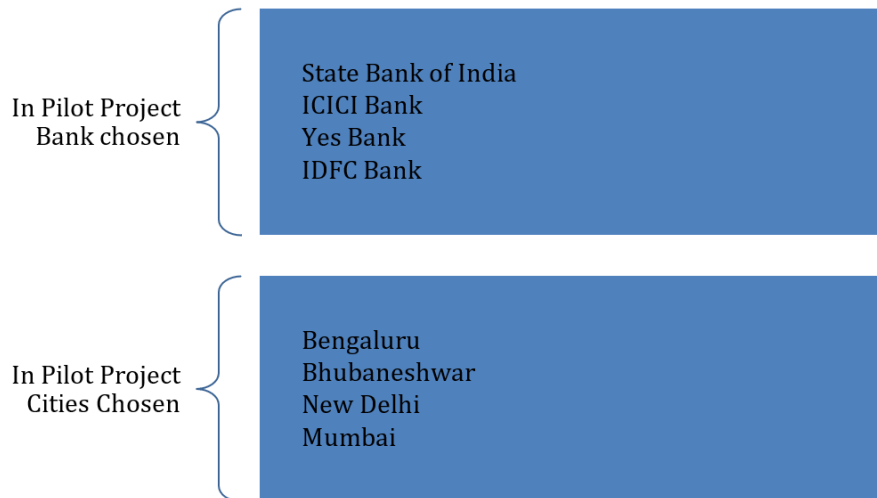 In Pilot Project
Bank chosen
State Bank of India
ICICI Bank
Yes Bank
IDFC Bank
In Pilot Project
Cities Chosen
Bengaluru
Bhubaneshwar
New Delhi
Mumbai